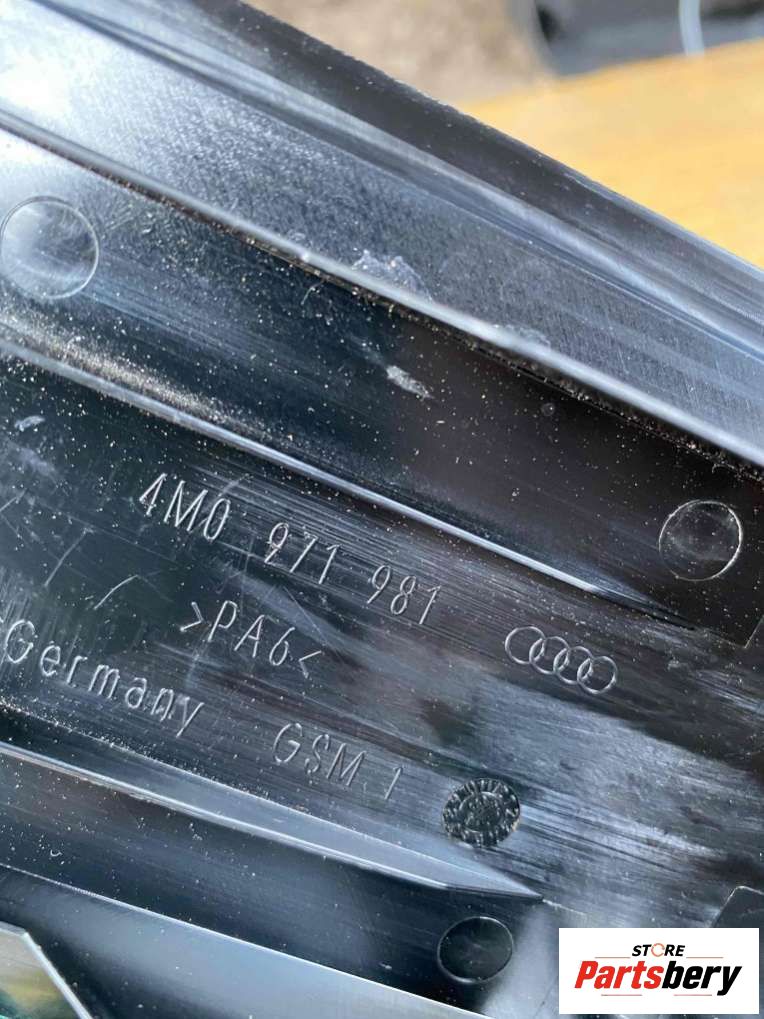 4M0 971 981
>PA6<
Germany GSM 1
STORE
Partsbery